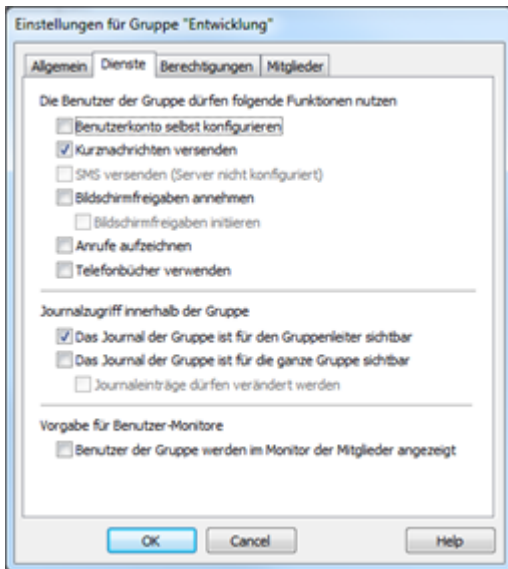 Einstellungen für Gruppe "Entwicklung"
Allgemein Dienste Berechtigungen Mitglieder
Die Benutzer der Gruppe dürfen folgende Funktionen nutzen
Benutzerkonto selbst konfigurieren
Kurznachrichten versenden
SMS versenden (Server nicht konfiguriert)
Bildschirmfreigaben annehmen
Bildschirmfreigaben initiieren
Anrufe aufzeichnen
Telefonbücher verwenden
Journalzugriff innerhalb der Gruppe
Das Journal der Gruppe ist für den Gruppenleiter sichtbar
Das Journal der Gruppe ist für die ganze Gruppe sichtbar
Journaleinträge dürfen verändert werden
Vorgabe für Benutzer-Monitore
Benutzer der Gruppe werden im Monitor der Mitglieder angezeigt
OK Cancel Help